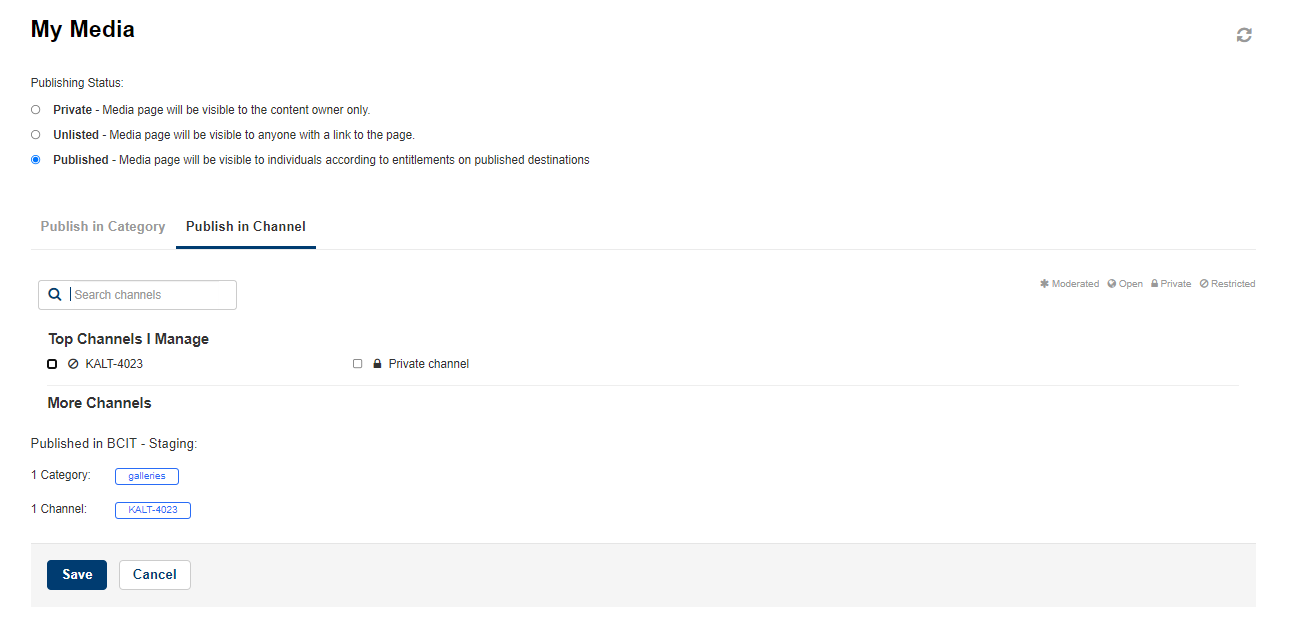 My Media
Publishing Status:
Private - Media page will be visible to the content owner only.
Unlisted - Media page will be visible to anyone with a link to the page.
Published - Media page will be visible to individuals according to entitlements on published destinations
Publish in Category Publish in Channel
Search channels
Moderated Open Private Restricted
Top Channels I Manage
KALT-4023 Private channel
More Channels
Published in BCIT - Staging:
1 Category: galleries
1 Channel: KALT-4023
Save Cancel